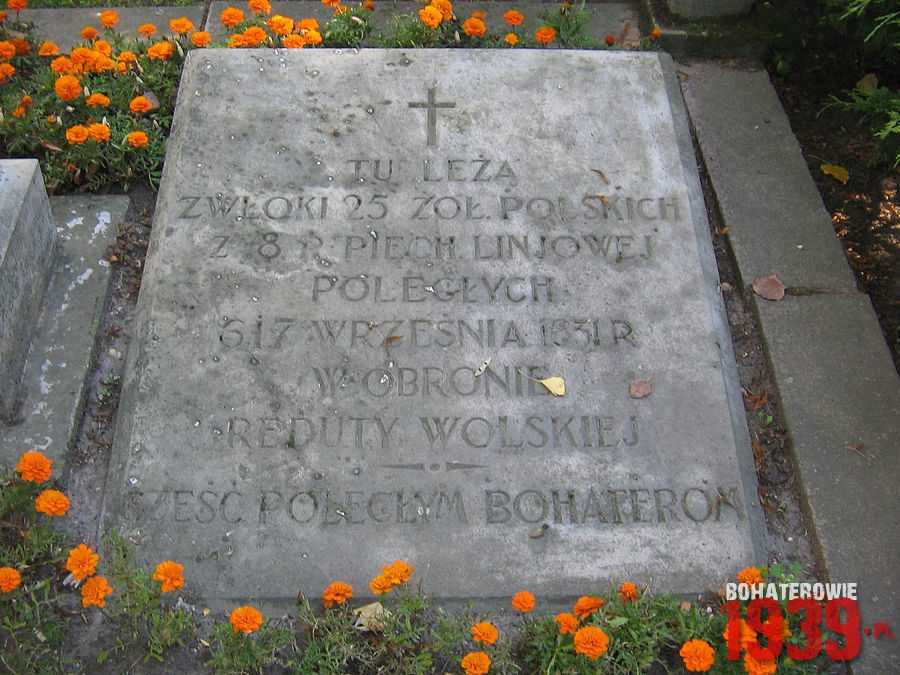 TU LEŻĄ
ZWŁOKI 25 ŻOŁ. POLSKICH
Z 8 P. PIECH. LINJOWEJ
POLEGŁYCH
6 I 7 WRZEŚNIA 1831 R.
W OBRONIE
REDUTY WOLSKIEJ
CZEŚĆ POLEGŁYM BOHATEROM
BOHATEROWIE
1939.PL